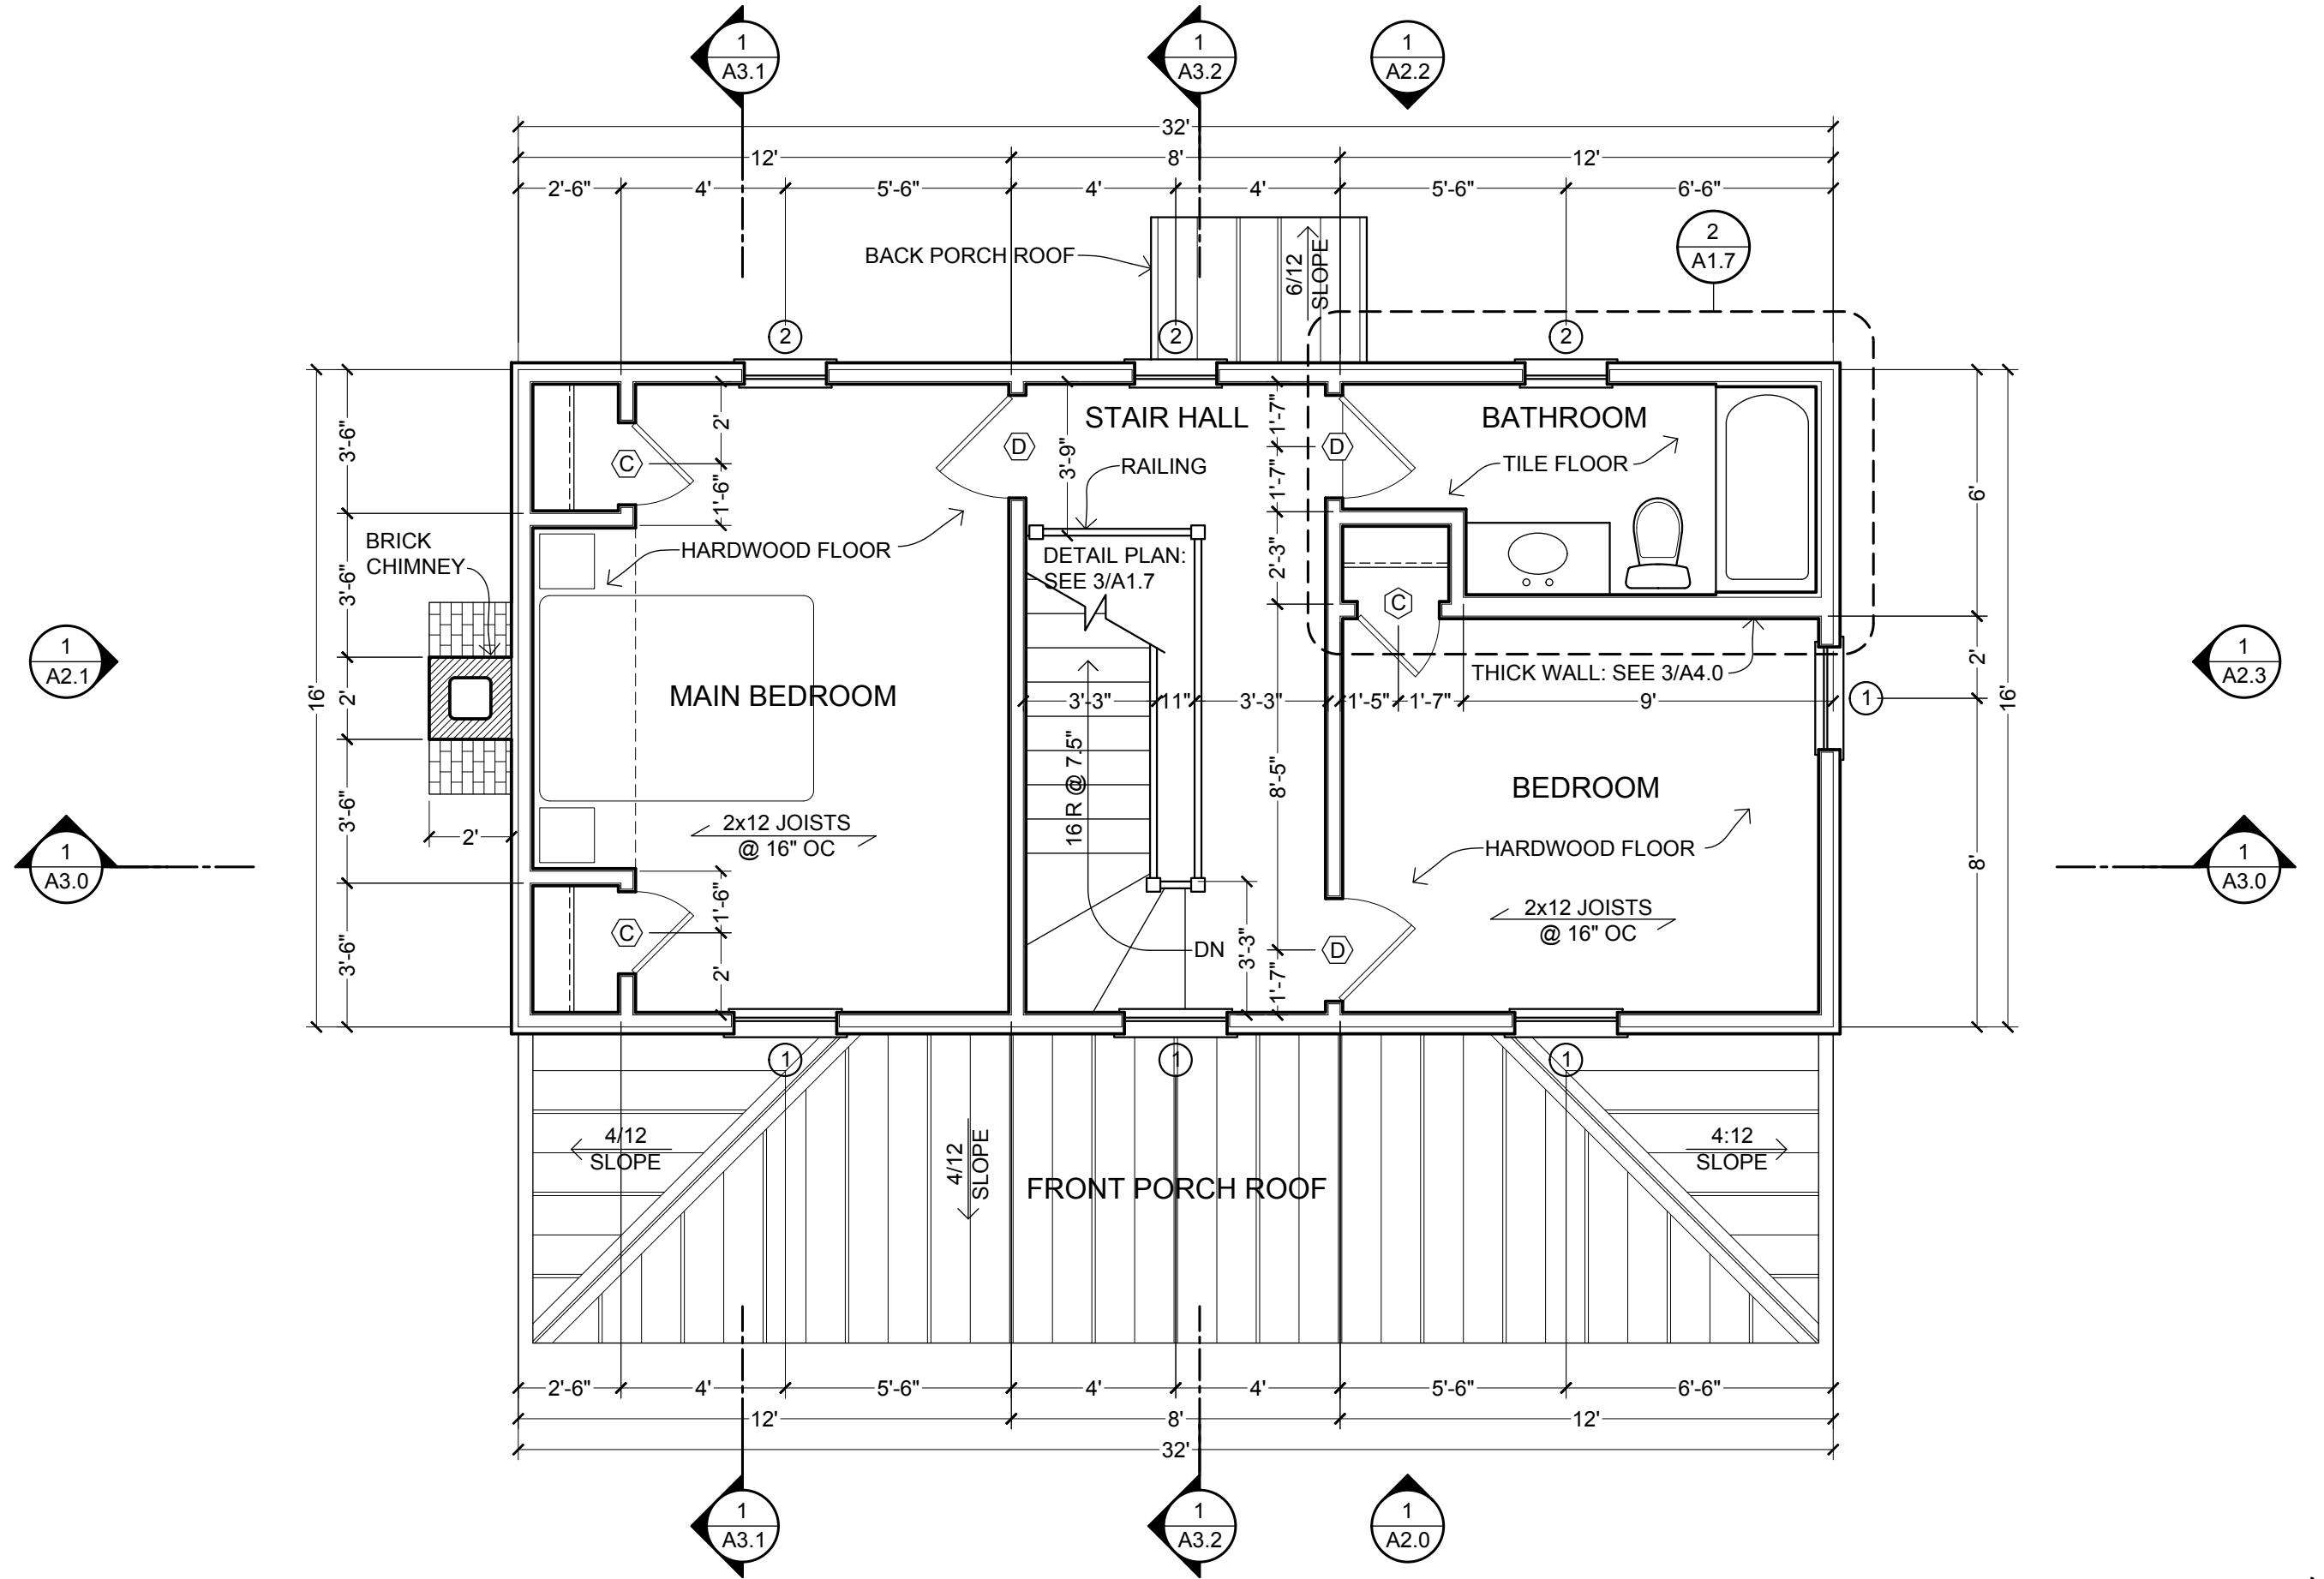 1
A3.1
1
A3.2
1
A2.2
32'
12'
8'
12'
2'-6"
4'
5'-6"
4'
4'
5'-6"
6'-6"
2
A1.7
BACK PORCH ROOF
6/12
SLOPE
2
2
2
STAIR HALL
BATHROOM
3'-6"
2'
C
1'-6"
D
3'-9"
RAILING
1'-7"
D
1'-7"
TILE FLOOR
6'
BRICK
CHIMNEY
HARDWOOD FLOOR
DETAIL PLAN:
SEE 3/A1.7
2'-3"
3'-6"
C
1
A2.1
THICK WALL: SEE 3/A4.0
2'
1
A2.3
16'
2'
MAIN BEDROOM
3'-3"
11"
3'-3"
1'-5"
1'-7"
9'
1
16'
16 R @ 7.5"
8'-5"
BEDROOM
3'-6"
2'
2x12 JOISTS
@ 16" OC
HARDWOOD FLOOR
8'
1
A3.0
1
A3.0
1'-6"
2x12 JOISTS
@ 16" OC
C
3'-6"
2'
DN
3'-3"
D
1'-7"
1
1
1
4/12
SLOPE
4/12
SLOPE
FRONT PORCH ROOF
4:12
SLOPE
2'-6"
4'
5'-6"
4'
4'
5'-6"
6'-6"
12'
8'
12'
32'
1
A3.1
1
A3.2
1
A2.0